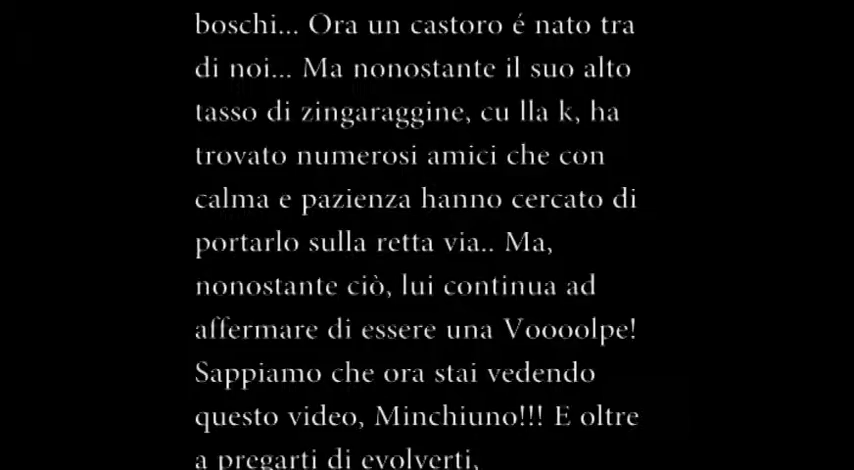 boschi... Ora un castoro é nato tra
di noi... Ma nonostante il suo alto
tasso di zingaraggine, cu lla k, ha
trovato numerosi amici che con
calma e pazienza hanno cercato di
portarlo sulla retta via.. Ma,
nonostante ciò, lui continua ad
affermare di essere una Voooolpe!
Sappiamo che ora stai vedendo
questo video, Minchiuno!!! E oltre
a pregarti di evolverti,